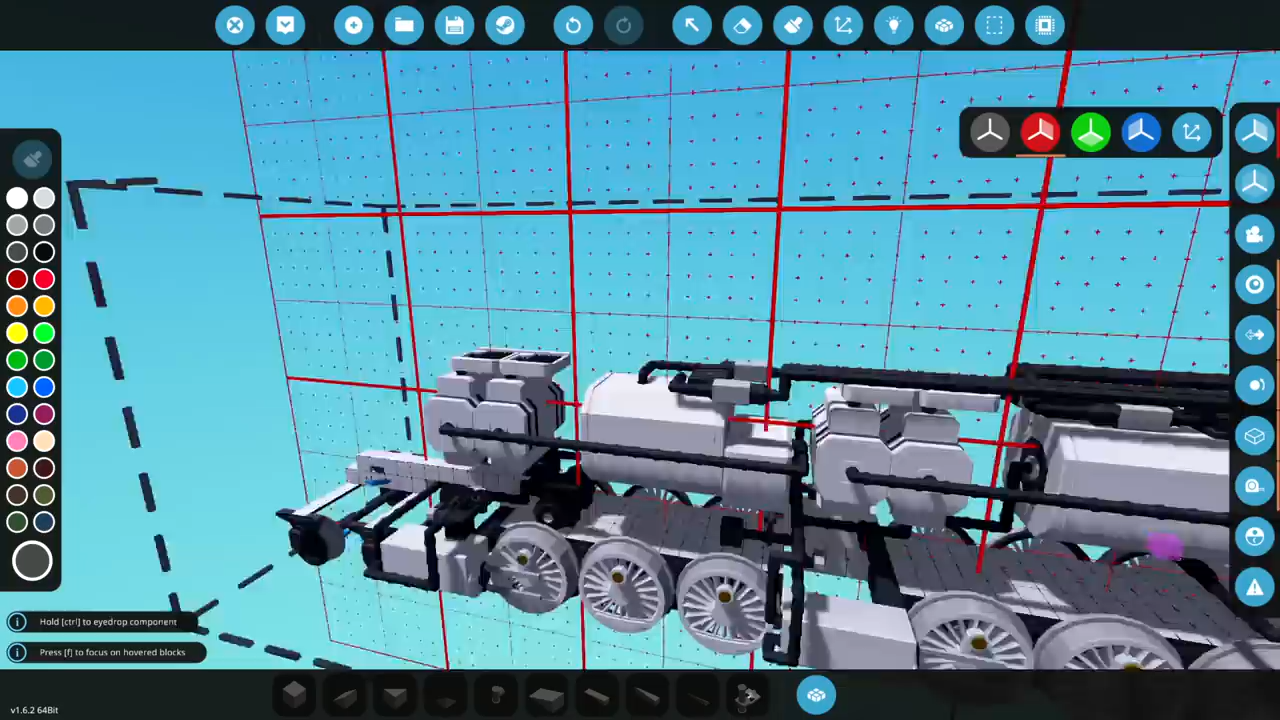 Hold [ctrl] to eyedrop component
Press [f] to focus on hovered blocks
v1.6.2 64Bit